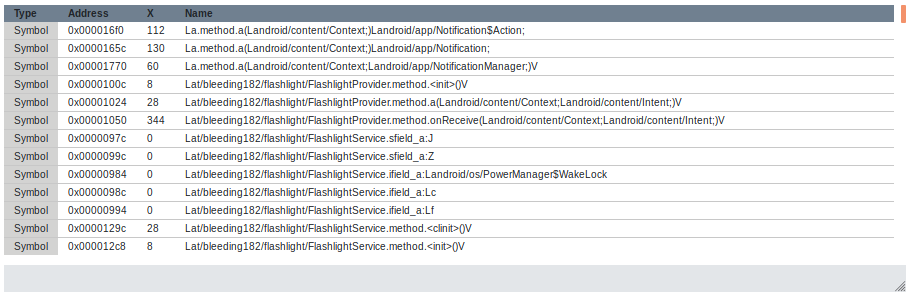 Type Address X Name
Symbol 0x000016f0 112 La.method.a(Landroid/content/Context;)Landroid/app/Notification$Action;
Symbol 0x0000165c 130 La.method.a(Landroid/content/Context;)Landroid/app/Notification;
Symbol 0x00001770 60 La.method.a(Landroid/content/Context;Landroid/app/NotificationManager;)V
Symbol 0x0000100c 8 Lat/bleeding182/flashlight/FlashlightProvider.method.<init>()V
Symbol 0x00001024 28 Lat/bleeding182/flashlight/FlashlightProvider.method.a(Landroid/content/Context;Landroid/content/Intent;)V
Symbol 0x00001050 344 Lat/bleeding182/flashlight/FlashlightProvider.method.onReceive(Landroid/content/Context;Landroid/content/Intent;)V
Symbol 0x0000097c 0 Lat/bleeding182/flashlight/FlashlightService.sfield_a:J
Symbol 0x0000099c 0 Lat/bleeding182/flashlight/FlashlightService.sfield_a:Z
Symbol 0x00000984 0 Lat/bleeding182/flashlight/FlashlightService.ifield_a:Landroid/os/PowerManager$WakeLock
Symbol 0x0000098c 0 Lat/bleeding182/flashlight/FlashlightService.ifield_a:Lc
Symbol 0x00000994 0 Lat/bleeding182/flashlight/FlashlightService.ifield_a:Lf
Symbol 0x0000129c 28 Lat/bleeding182/flashlight/FlashlightService.method.<clinit>()V
Symbol 0x000012c8 8 Lat/bleeding182/flashlight/FlashlightService.method.<init>()V